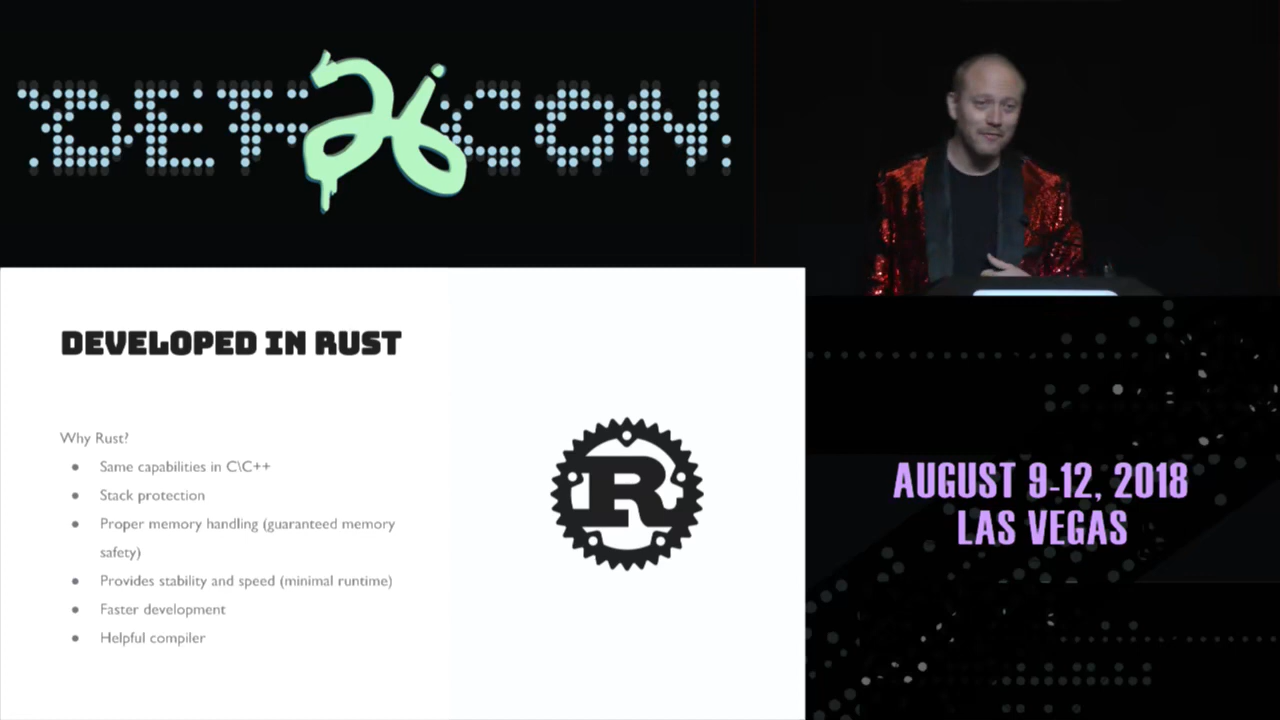 DEF 26 CON
DEVELOPED IN RUST
Why Rust?
● Same capabilities in C\C++
● Stack protection
● Proper memory handling (guaranteed memory
safety)
● Provides stability and speed (minimal runtime)
● Faster development
● Helpful compiler
R
AUGUST 9-12, 2018
LAS VEGAS